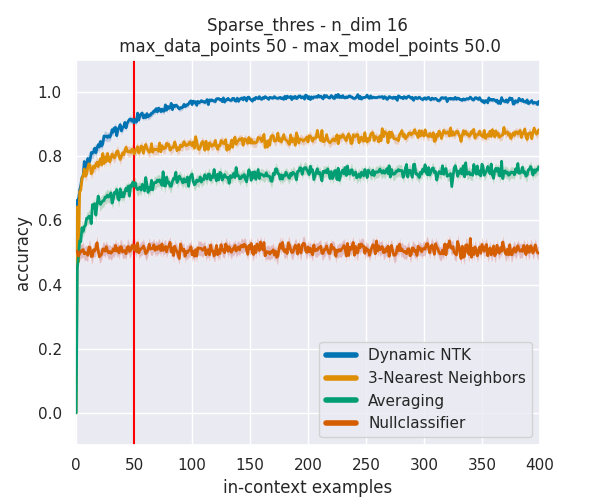 Sparse_thres - n_dim 16
max_data_points 50 - max_model_points 50.0
accuracy
1.0
0.8
0.6
0.4
0.2
0.0
Dynamic NTK
3-Nearest Neighbors
Averaging
Nullclassifier
0 50 100 150 200 250 300 350 400
in-context examples